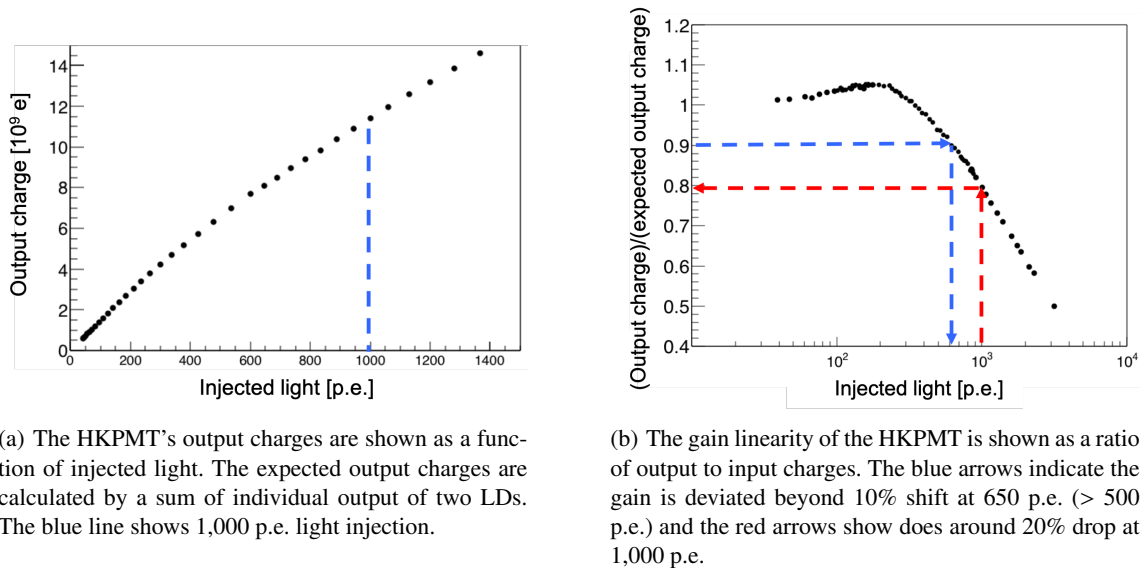 Output charge [10⁹ e]
14
12
10
8
6
4
2
0
0 200 400 600 800 1000 1200 1400
Injected light [p.e.]
(Output charge)/(expected output charge)
1.2
1.1
1
0.9
0.8
0.7
0.6
0.5
0.4
10² 10³ 10⁴
Injected light [p.e.]
(a) The HKPMT's output charges are shown as a func-
tion of injected light. The expected output charges are
calculated by a sum of individual output of two LDs.
The blue line shows 1,000 p.e. light injection.
(b) The gain linearity of the HKPMT is shown as a ratio
of output to input charges. The blue arrows indicate the
gain is deviated beyond 10% shift at 650 p.e. (> 500
p.e.) and the red arrows show does around 20% drop at
1,000 p.e.